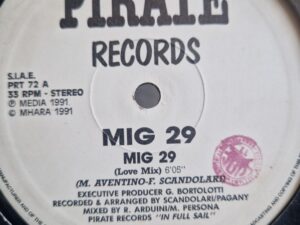 PIRATE
RECORDS
S.I.A.E.
PRT 72 A
33 RPM - STEREO
Ⓟ MEDIA 1991
© MHARA 1991
MIG 29
MIG 29
(Love Mix) 6'05"
(M. AVENTINO-F. SCANDOLARI)
EXECUTIVE PRODUCER G. BORTOLOTTI
RECORDED & ARRANGED BY SCANDOLARI/PAGANY
MIXED BY R. ARDUINI/M. PERSONA
PIRATE RECORDS "IN FULL SAIL"